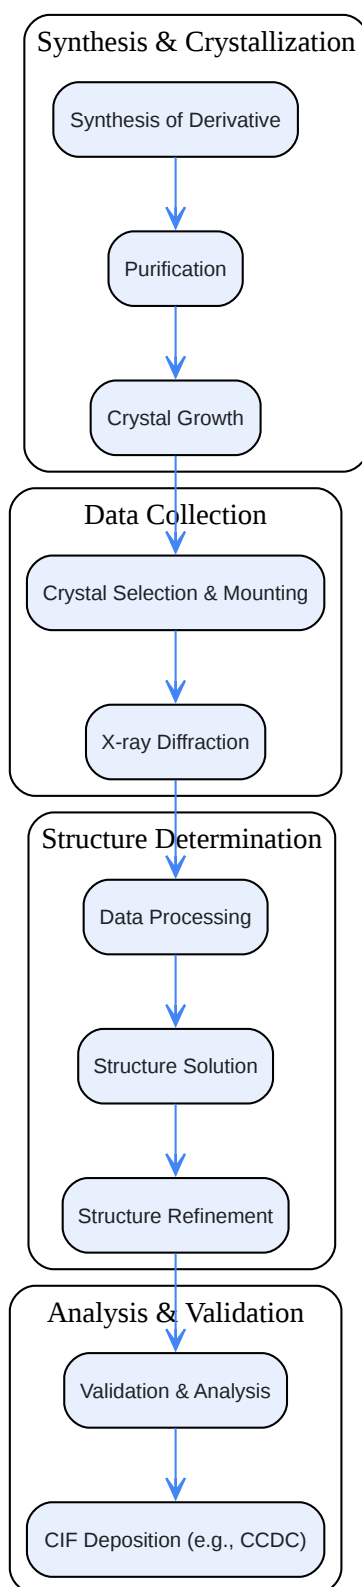 Synthesis & Crystallization
Synthesis of Derivative
Purification
Crystal Growth
Data Collection
Crystal Selection & Mounting
X-ray Diffraction
Structure Determination
Data Processing
Structure Solution
Structure Refinement
Analysis & Validation
Validation & Analysis
CIF Deposition (e.g., CCDC)